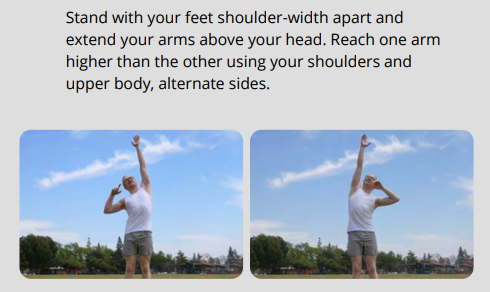 Stand with your feet shoulder-width apart and
extend your arms above your head. Reach one arm
higher than the other using your shoulders and
upper body, alternate sides.